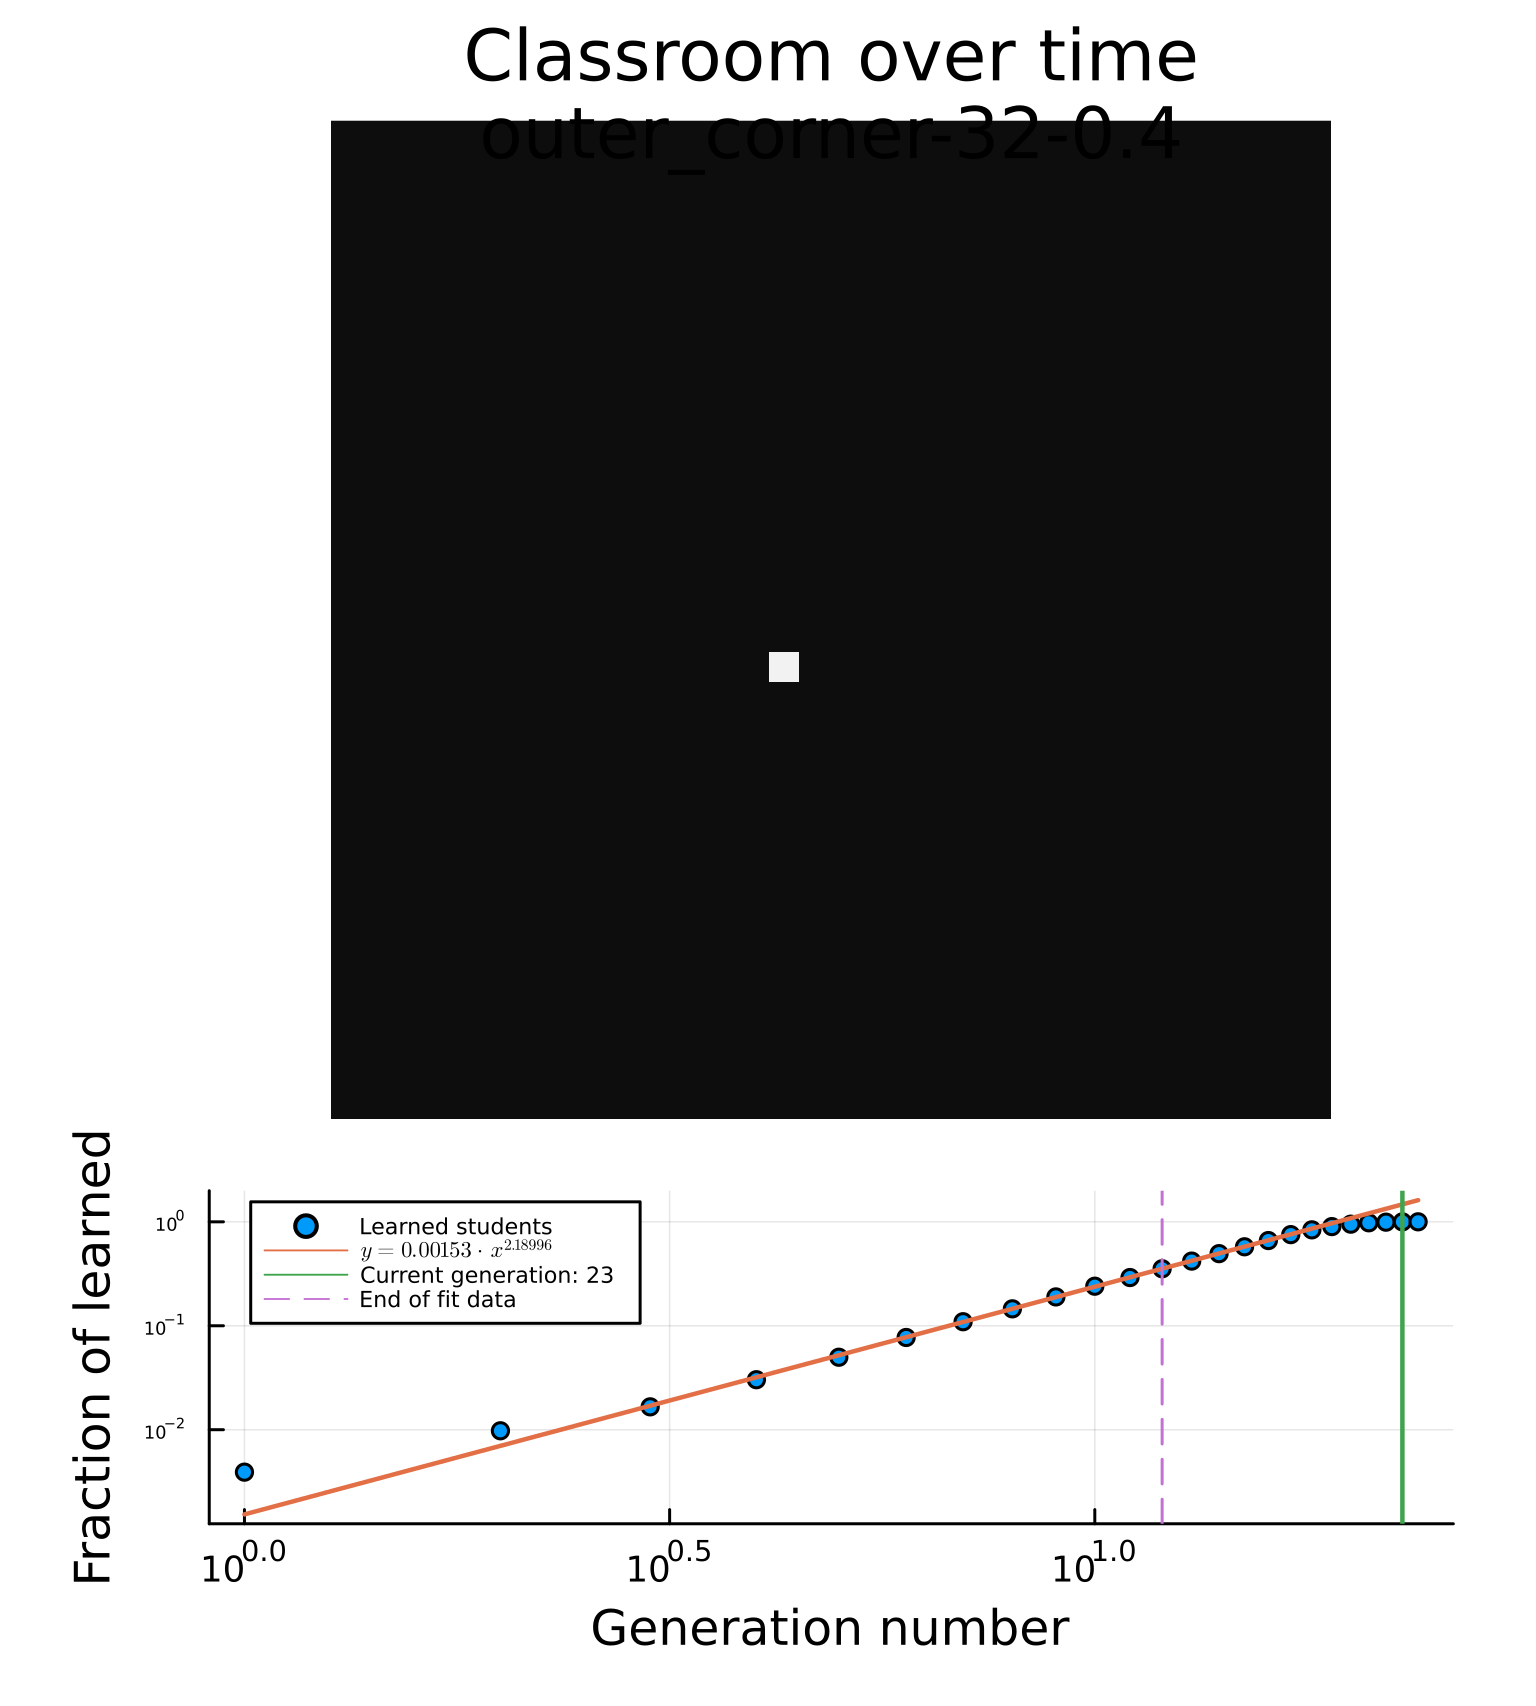 Classroom over time
outer_corner-32-0.4
Fraction of learned
10^0
10^−1
10^−2
Learned students
y = 0.00153 · x^2.18996
Current generation: 23
End of fit data
10^0.0 10^0.5 10^1.0
Generation number